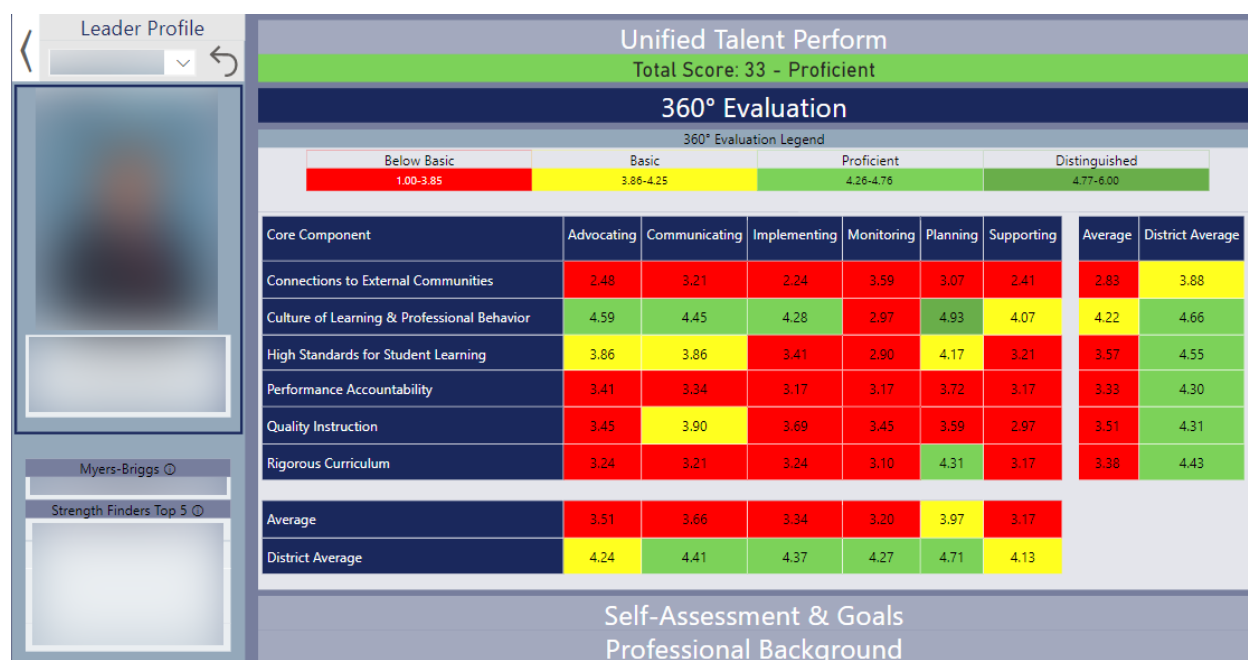 Leader Profile
Myers-Briggs ⓘ
Strength Finders Top 5 ⓘ
Unified Talent Perform
Total Score: 33 - Proficient
360° Evaluation
360° Evaluation Legend
Below Basic Basic Proficient Distinguished
1.00-3.85 3.86-4.25 4.26-4.76 4.77-6.00
Core Component Advocating Communicating Implementing Monitoring Planning Supporting Average District Average
Connections to External Communities 2.48 3.21 2.24 3.59 3.07 2.41 2.83 3.88
Culture of Learning & Professional Behavior 4.59 4.45 4.28 2.97 4.93 4.07 4.22 4.66
High Standards for Student Learning 3.86 3.86 3.41 2.90 4.17 3.21 3.57 4.55
Performance Accountability 3.41 3.34 3.17 3.17 3.72 3.17 3.33 4.30
Quality Instruction 3.45 3.90 3.69 3.45 3.59 2.97 3.51 4.31
Rigorous Curriculum 3.24 3.21 3.24 3.10 4.31 3.17 3.38 4.43
Average 3.51 3.66 3.34 3.20 3.97 3.17
District Average 4.24 4.41 4.37 4.27 4.71 4.13
Self-Assessment & Goals
Professional Background